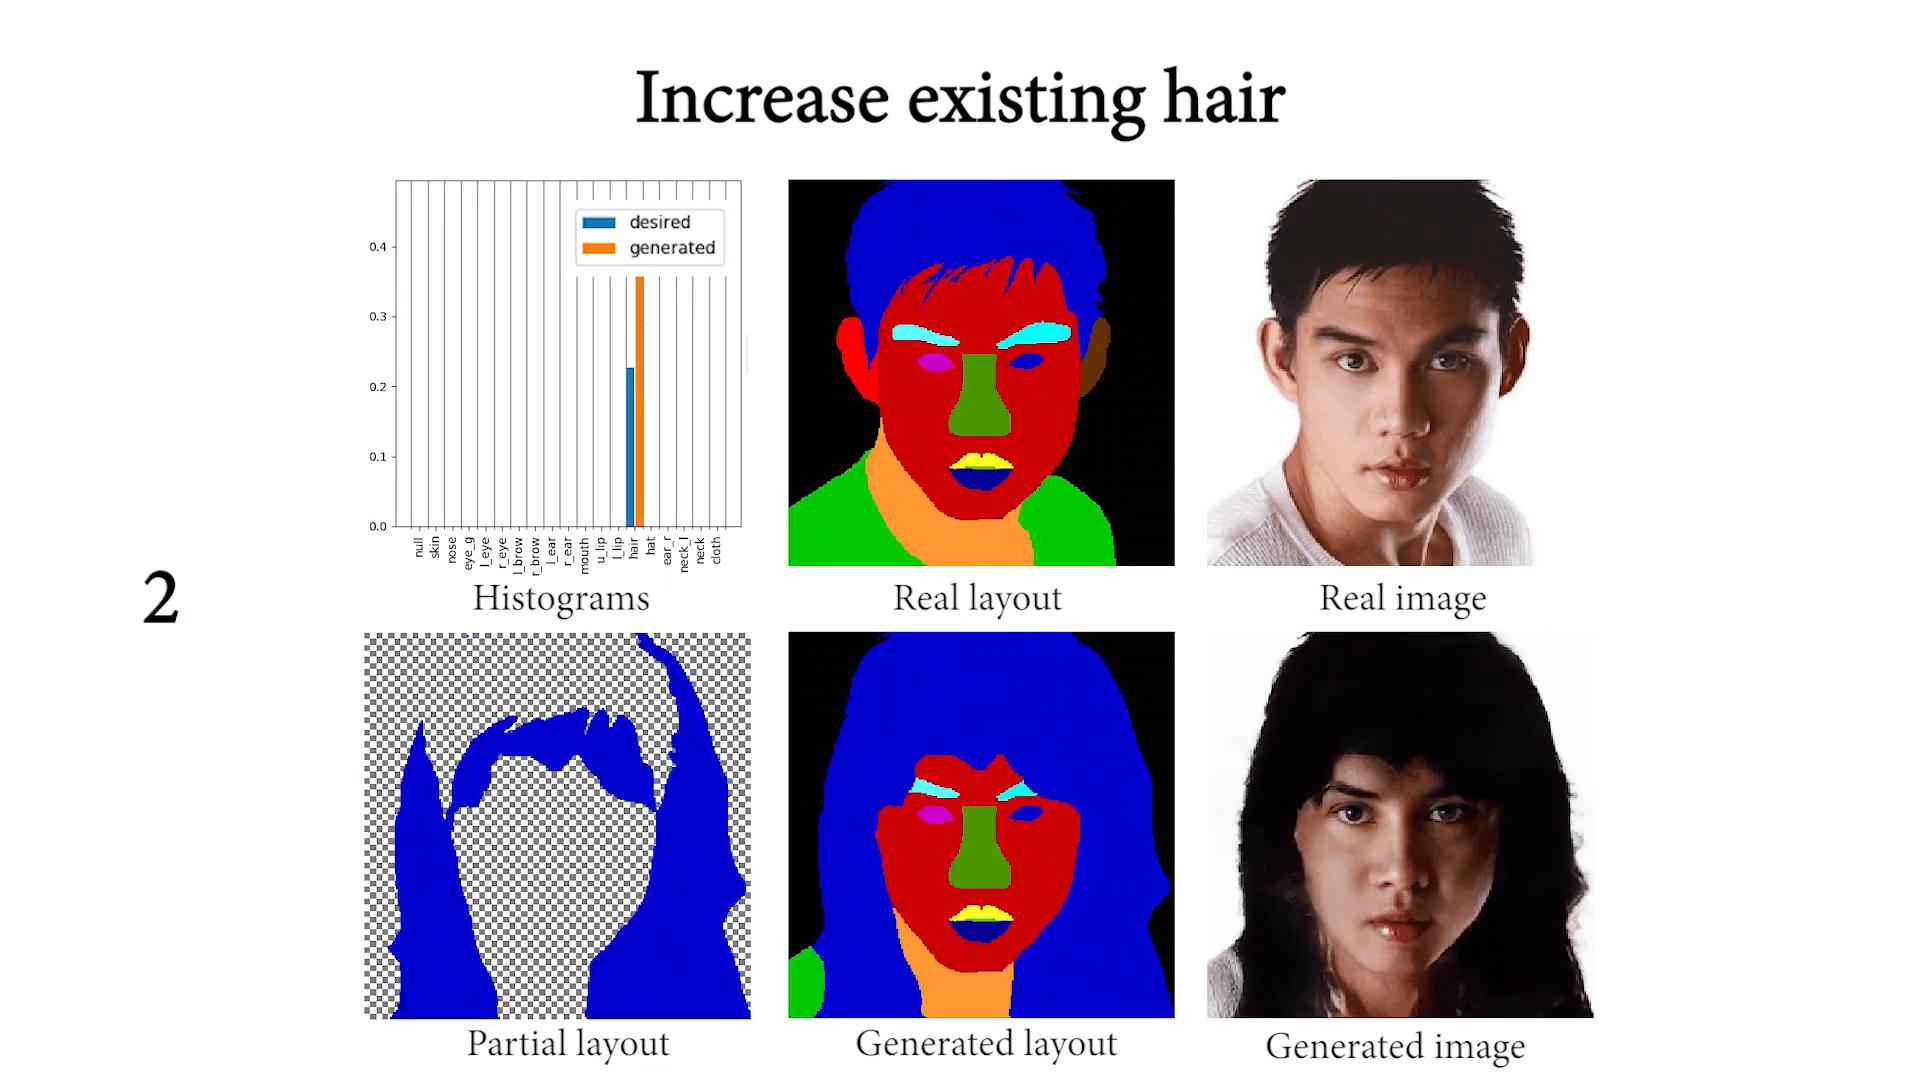 Increase existing hair
desired
generated
0.4
0.3
0.2
0.1
0.0
null
skin
nose
eye_g
l_eye
r_eye
l_brow
r_brow
l_ear
r_ear
mouth
u_lip
l_lip
hair
hat
ear_r
neck_l
neck
cloth
Histograms
Real layout
Real image
2
Partial layout
Generated layout
Generated image